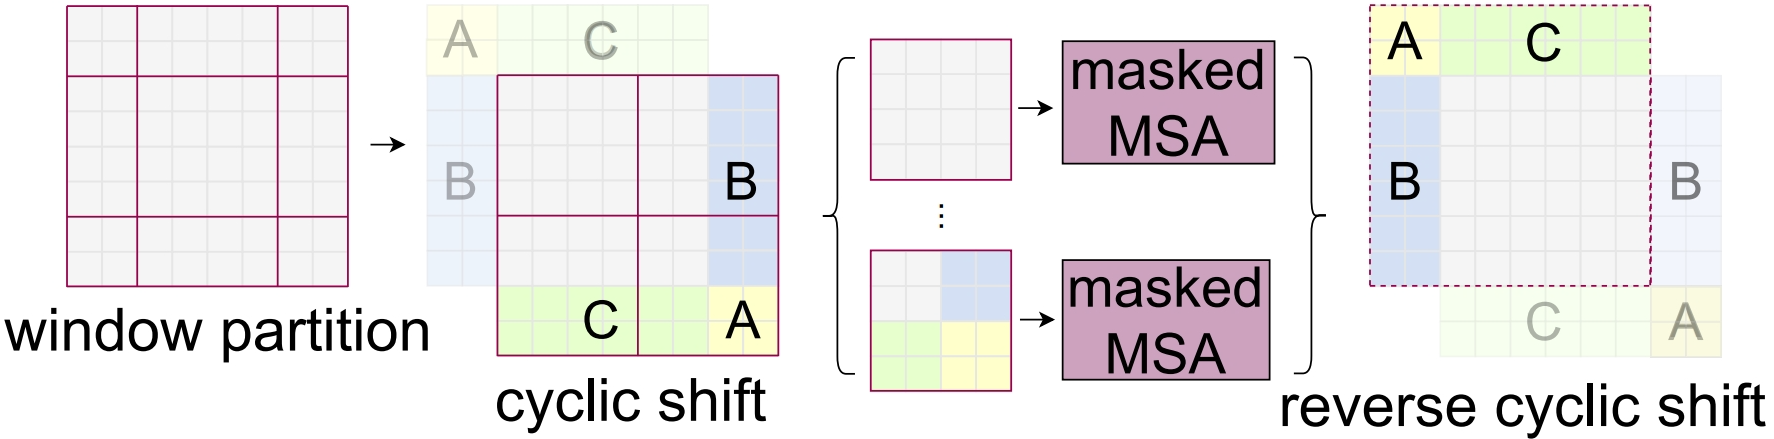 A C
B
B
C A
window partition
cyclic shift
masked
MSA
⋮
masked
MSA
A C
B
B
C A
reverse cyclic shift